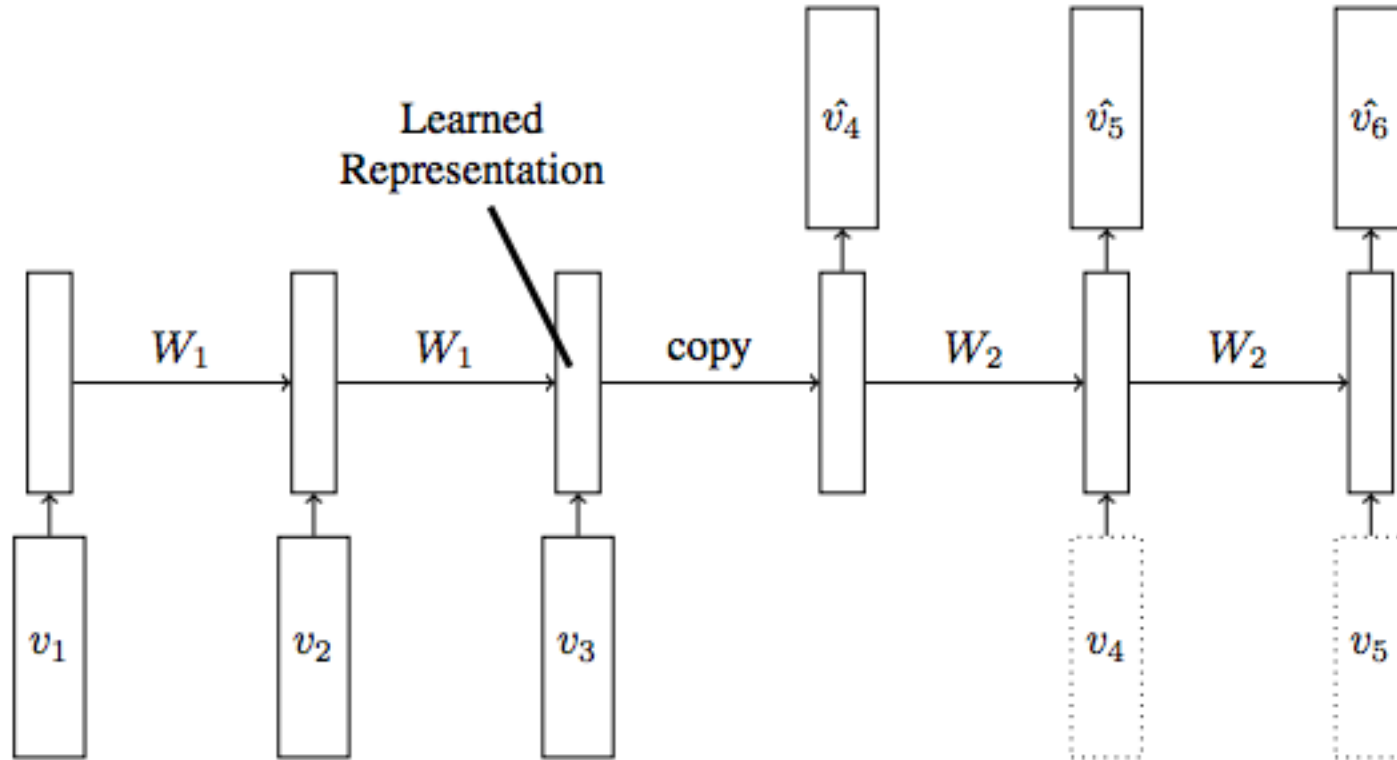 v̂₄
v̂₅
v̂₆
Learned
Representation
W₁
W₁
copy
W₂
W₂
v₁
v₂
v₃
v₄
v₅